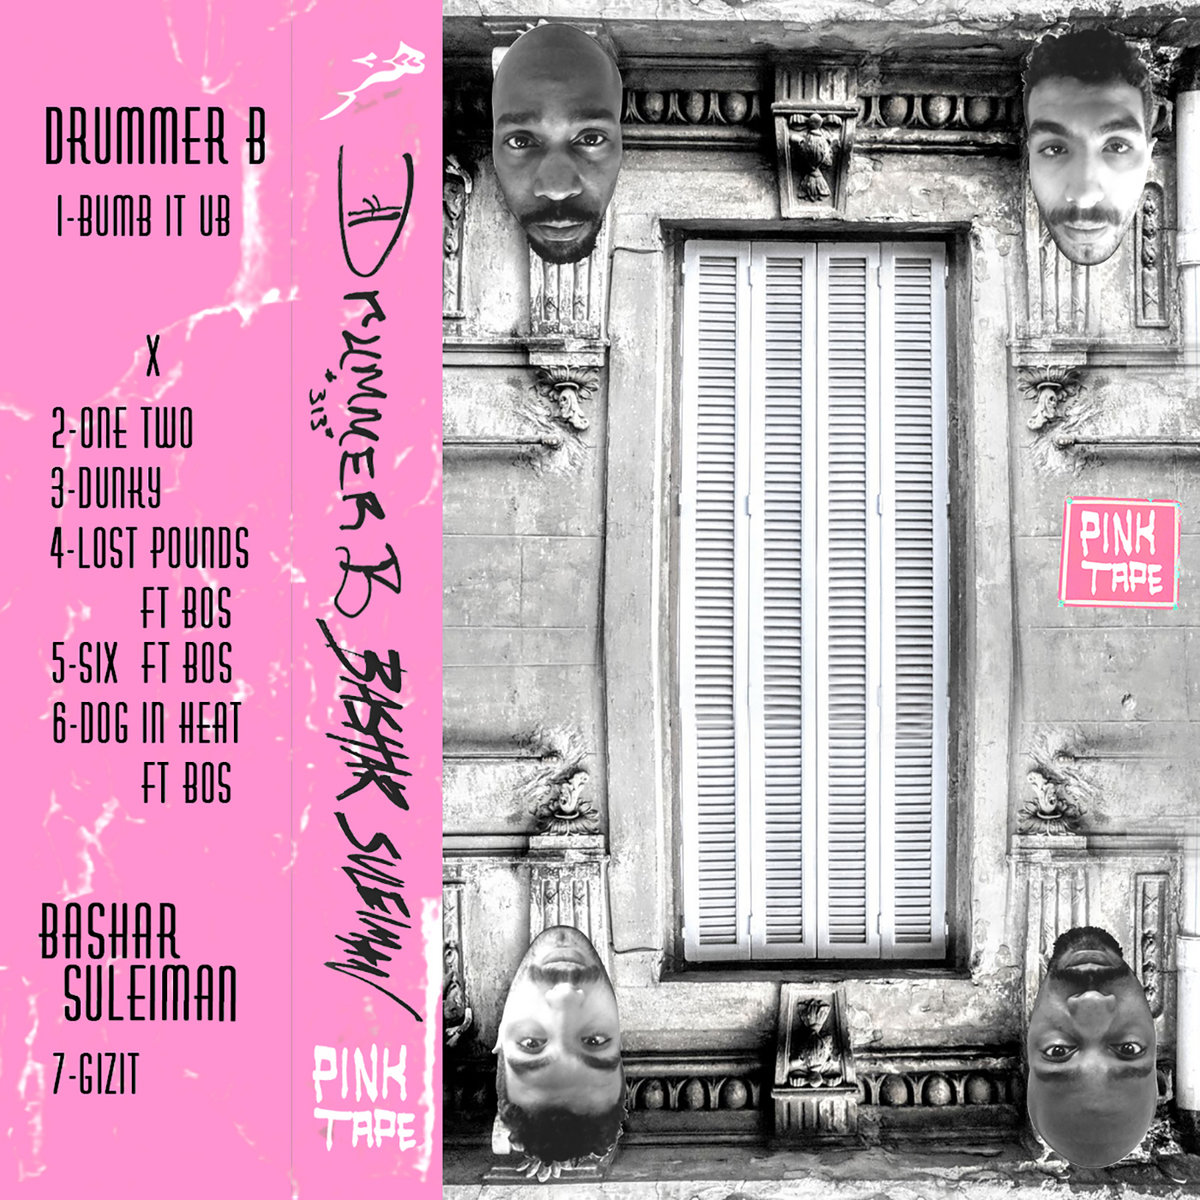 DRUMMER B
1-BUMB IT UB
X
2-ONE TWO
3-DUNKY
4-LOST POUNDS
FT BOS
5-SIX FT BOS
6-DOG IN HEAT
FT BOS
BASHAR
SULEIMAN
7-GIZIT
DRUMMER B BASHAR SULEIMAN
*313*
PINK
TAPE
PINK
TAPE